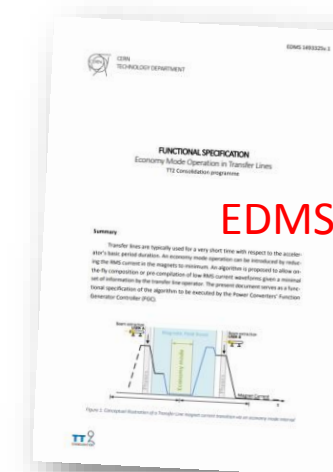 EDMS 1693325v.1
CERN
TECHNOLOGY DEPARTMENT
FUNCTIONAL SPECIFICATION
Economy Mode Operation in Transfer Lines
TT2 Consolidation programme
EDMS
Summary
Transfer lines are typically used for a very short time with respect to the acceler-
ator's basic period duration. An economy mode operation can be introduced by reduc-
ing the RMS current in the magnets to minimum. An algorithm is proposed to allow on-
the-fly composition or pre-compilation of low RMS current waveforms given a minimal
set of information by the transfer line operator. The present document serves as a func-
tional specification of the algorithm to be executed by the Power Converters' Function
Generator Controller (FGC).
Economy mode
Magnet Current
t
Figure 1. Conceptual illustration of a Transfer Line magnet current transition via an economy mode interval
TT2